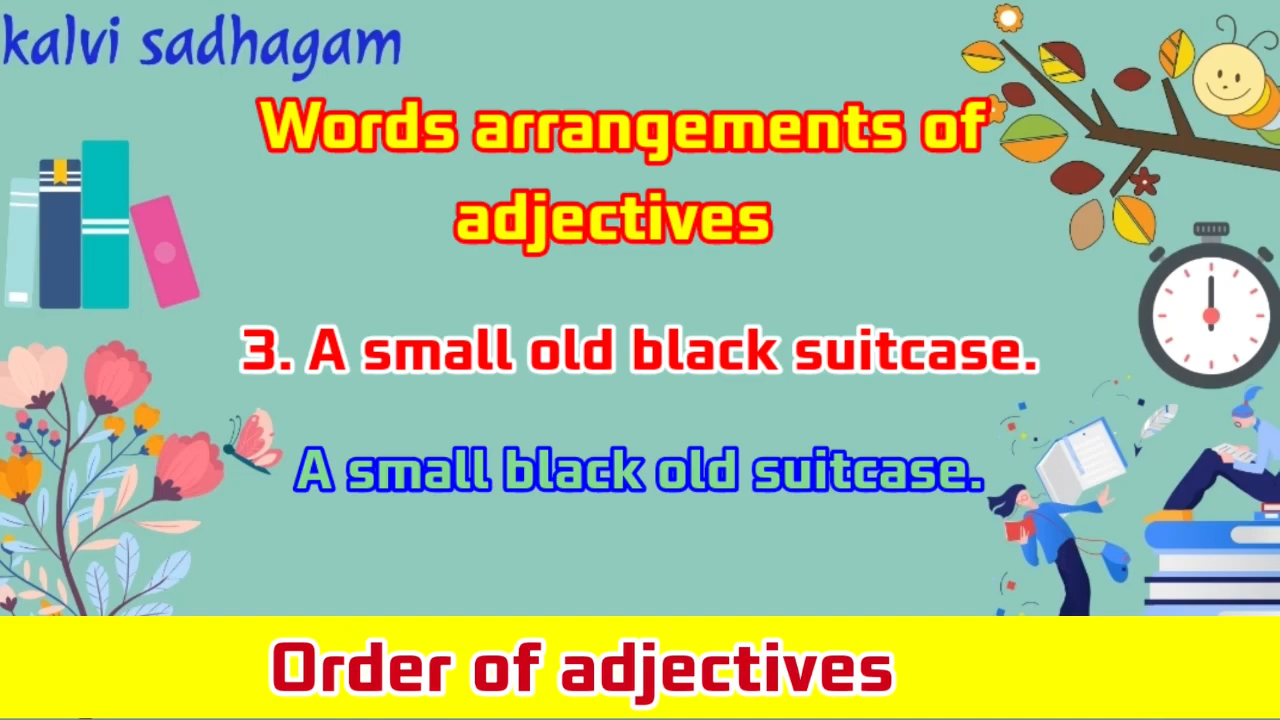 kalvi sadhagam
Words arrangements of
adjectives
3. A small old black suitcase.
A small black old suitcase.
Order of adjectives